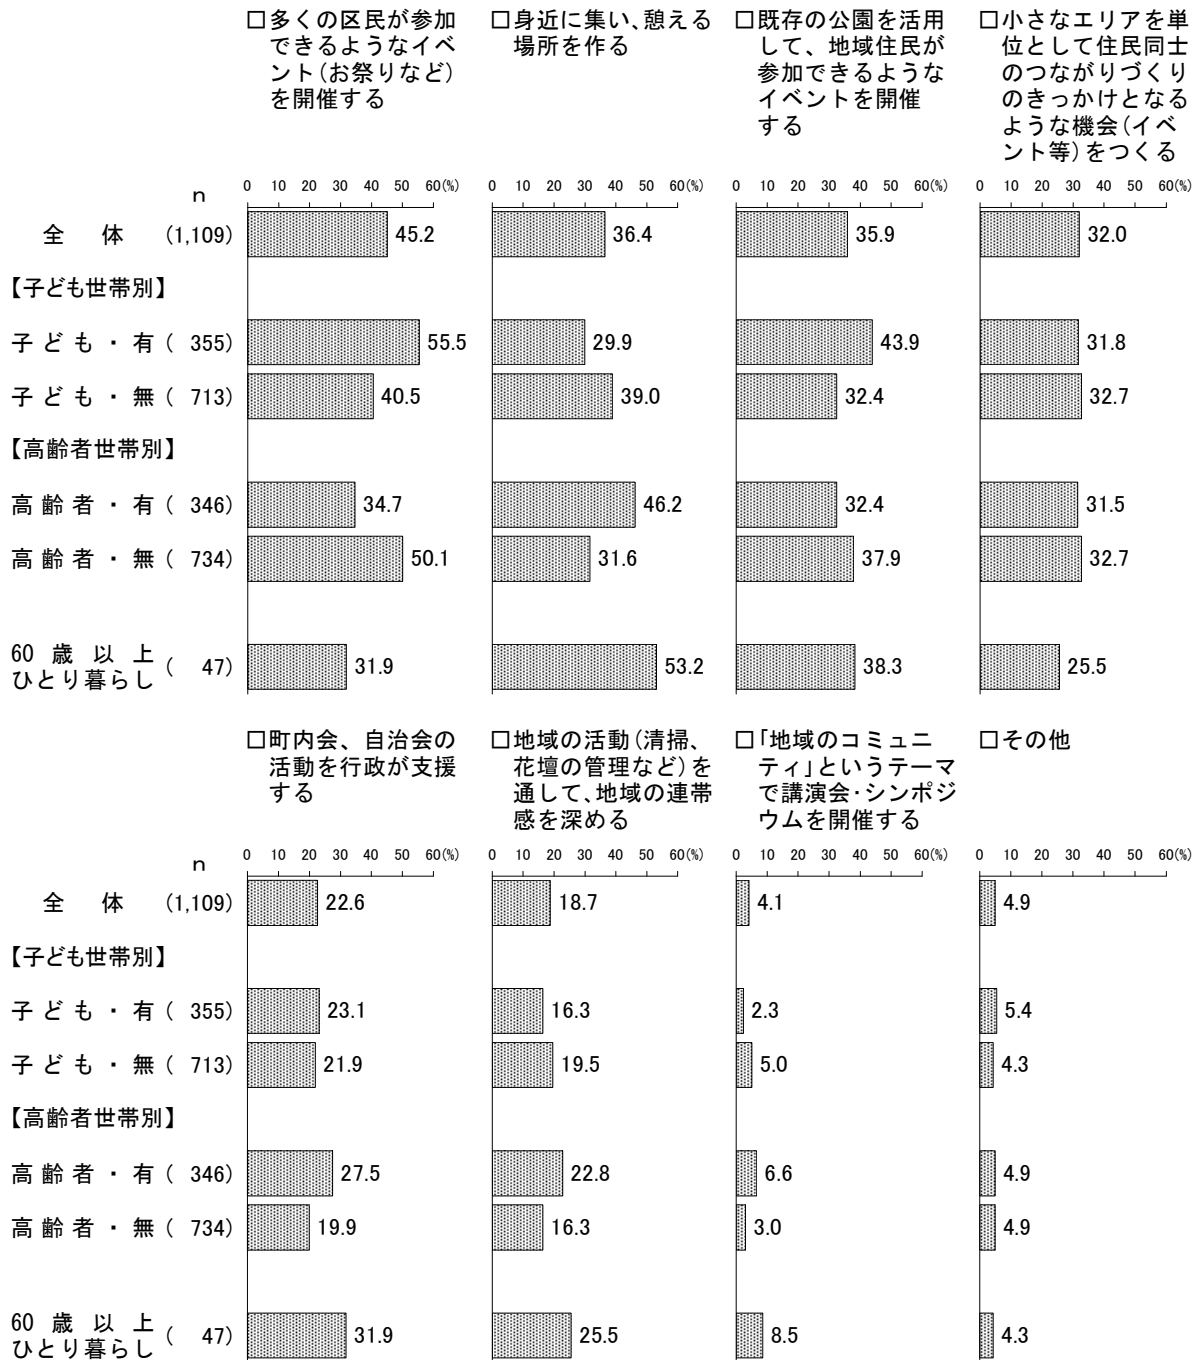 □多くの区民が参加
できるようなイベ
ント(お祭りなど)
を開催する
□身近に集い、憩える
場所を作る
□既存の公園を活用
して、地域住民が
参加できるような
イベントを開催
する
□小さなエリアを単
位として住民同士
のつながりづくり
のきっかけとなる
ような機会(イベ
ント等)をつくる
n 0 10 20 30 40 50 60(%) 0 10 20 30 40 50 60(%) 0 10 20 30 40 50 60(%) 0 10 20 30 40 50 60(%)
全 体 (1,109) 45.2 36.4 35.9 32.0
【子ども世帯別】
子ども・有( 355) 55.5 29.9 43.9 31.8
子ども・無( 713) 40.5 39.0 32.4 32.7
【高齢者世帯別】
高齢者・有( 346) 34.7 46.2 32.4 31.5
高齢者・無( 734) 50.1 31.6 37.9 32.7
60歳以上
ひとり暮らし ( 47) 31.9 53.2 38.3 25.5
□町内会、自治会の
活動を行政が支援
する
□地域の活動(清掃、
花壇の管理など)を
通して、地域の連帯
感を深める
□「地域のコミュニ
ティ」というテーマ
で講演会・シンポジ
ウムを開催する
□その他
n 0 10 20 30 40 50 60(%) 0 10 20 30 40 50 60(%) 0 10 20 30 40 50 60(%) 0 10 20 30 40 50 60(%)
全 体 (1,109) 22.6 18.7 4.1 4.9
【子ども世帯別】
子ども・有( 355) 23.1 16.3 2.3 5.4
子ども・無( 713) 21.9 19.5 5.0 4.3
【高齢者世帯別】
高齢者・有( 346) 27.5 22.8 6.6 4.9
高齢者・無( 734) 19.9 16.3 3.0 4.9
60歳以上
ひとり暮らし ( 47) 31.9 25.5 8.5 4.3